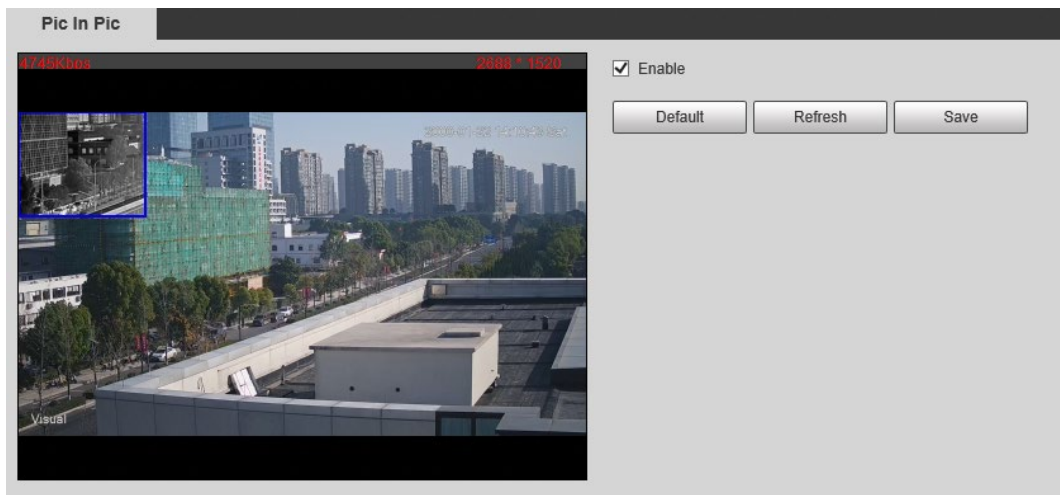 Pic In Pic
4745Kbps
2688 * 1520
Enable
Default
Refresh
Save
Visual